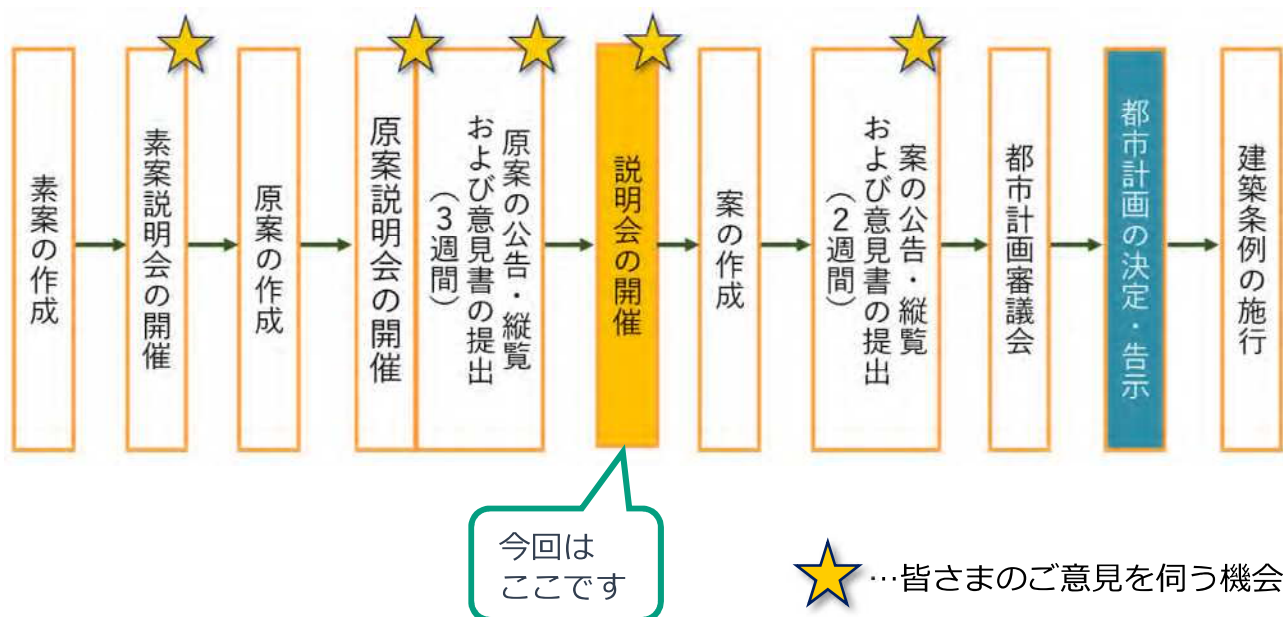 素案の作成
素案説明会の開催
原案の作成
原案説明会の開催
原案の公告・縦覧
および意見書の提出
（３週間）
説明会の開催
案の作成
案の公告・縦覧
および意見書の提出
（２週間）
都市計画審議会
都市計画の決定・告示
建築条例の施行
今回は
ここです
…皆さまのご意見を伺う機会